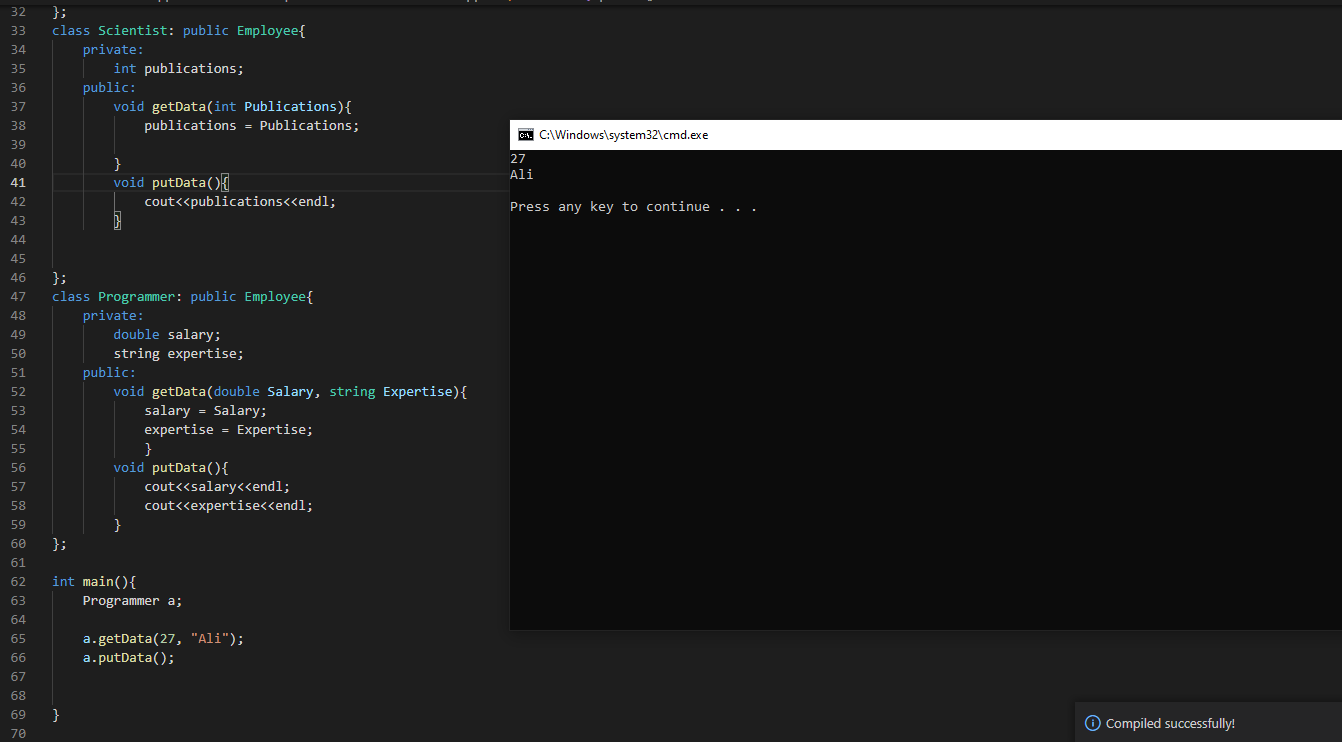 32 };
33 class Scientist: public Employee{
34 private:
35 int publications;
36 public:
37 void getData(int Publications){
38 publications = Publications;
39
40 }
41 void putData(){
42 cout<<publications<<endl;
43 }
44
45
46 };
47 class Programmer: public Employee{
48 private:
49 double salary;
50 string expertise;
51 public:
52 void getData(double Salary, string Expertise){
53 salary = Salary;
54 expertise = Expertise;
55 }
56 void putData(){
57 cout<<salary<<endl;
58 cout<<expertise<<endl;
59 }
60 };
61
62 int main(){
63 Programmer a;
64
65 a.getData(27, "Ali");
66 a.putData();
67
68
69 }
70
C:\Windows\system32\cmd.exe
27
Ali
Press any key to continue . . .
Compiled successfully!